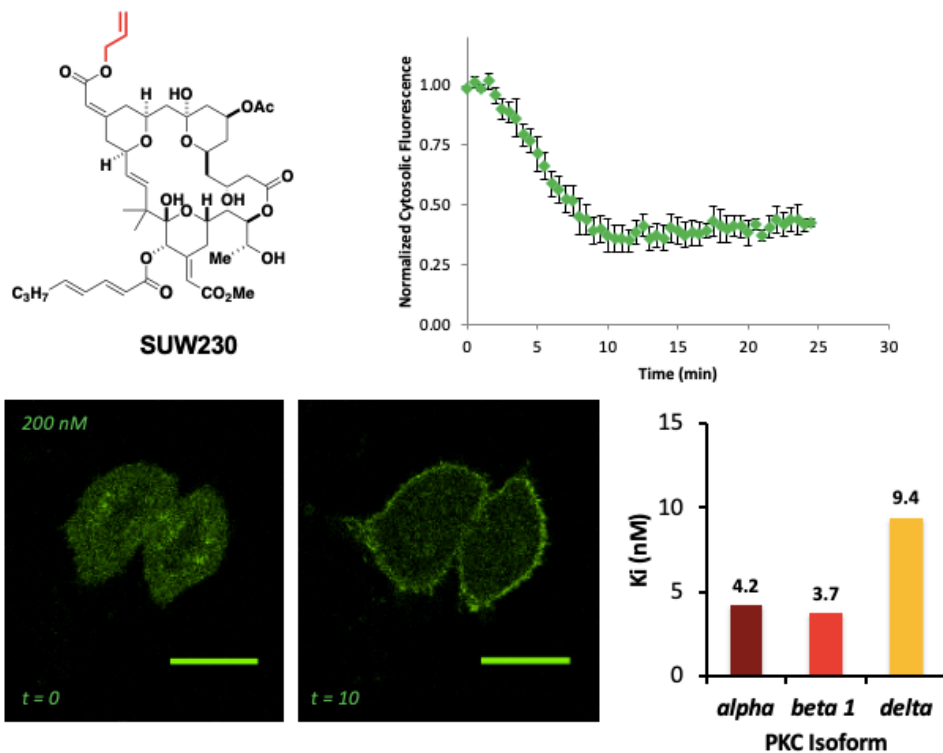 O
O
H
HO
OAc
O
O
H
O
OH
H
OH
O
O
O
Me
OH
C3H7
O
CO2Me
SUW230
Normalized Cytosolic Fluorescence
1.00
0.75
0.50
0.25
0.00
0 5 10 15 20 25 30
Time (min)
200 nM
t = 0
t = 10
Ki (nM)
15
10
5
0
4.2
3.7
9.4
alpha beta 1 delta
PKC Isoform